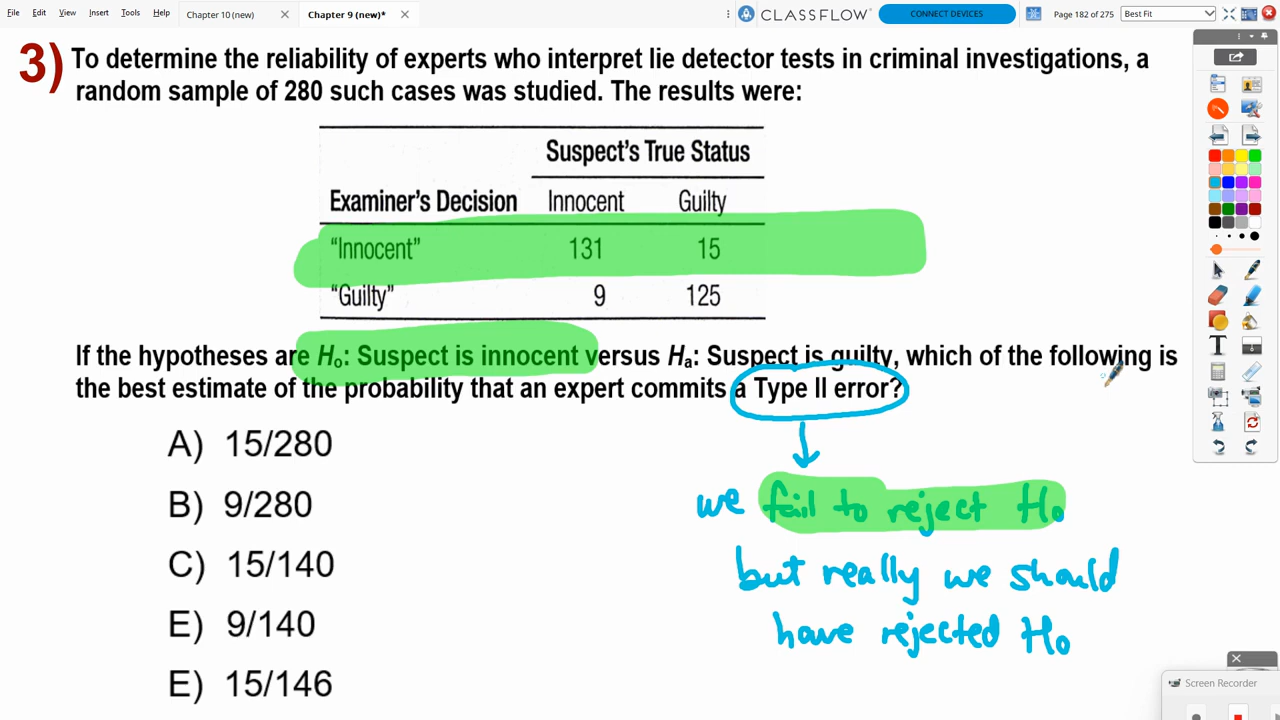 File Edit View Insert Tools Help
Chapter 10 (new)
Chapter 9 (new)*
CLASSFLOW
CONNECT DEVICES
Page 182 of 275
Best Fit
3) To determine the reliability of experts who interpret lie detector tests in criminal investigations, a
random sample of 280 such cases was studied. The results were:
Suspect's True Status
Examiner's Decision Innocent Guilty
"Innocent" 131 15
"Guilty" 9 125
If the hypotheses are Ho: Suspect is innocent versus Ha: Suspect is guilty, which of the following is
the best estimate of the probability that an expert commits a Type II error?
A) 15/280
B) 9/280
C) 15/140
E) 9/140
E) 15/146
we fail to reject Ho
but really we should
have rejected Ho
Screen Recorder